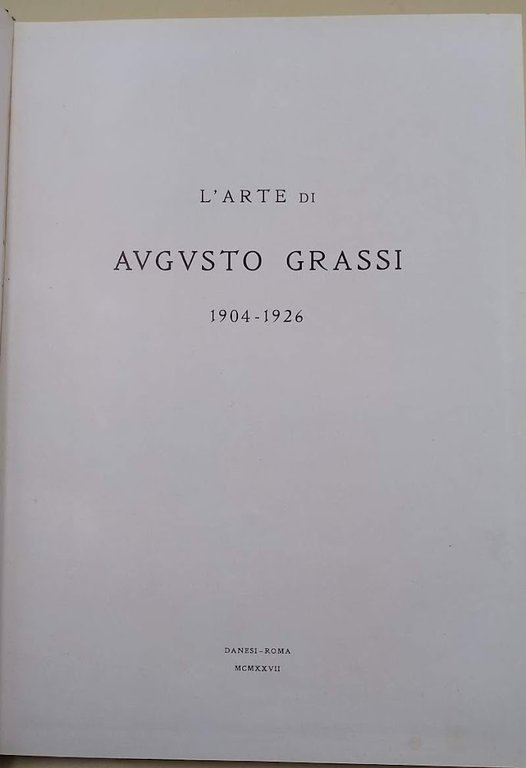 L'ARTE DI
AVGVSTO GRASSI
1904-1926
DANESI-ROMA
MCMXXVII